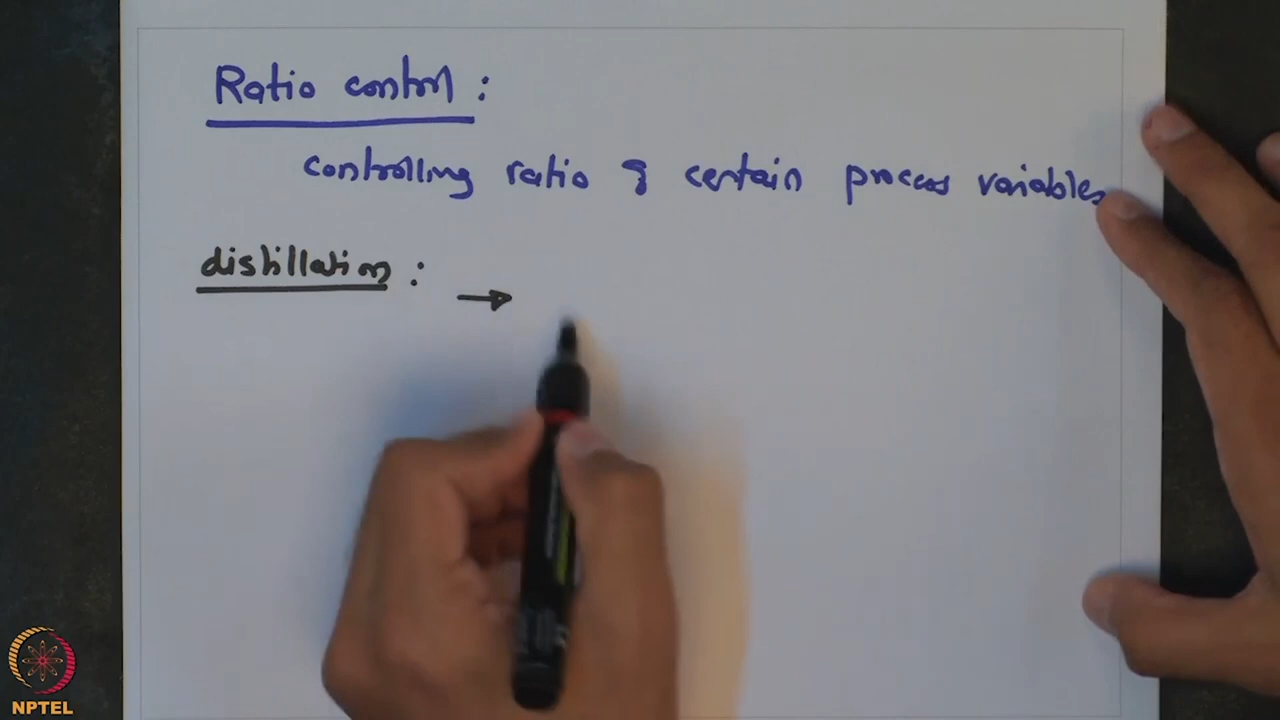 Ratio control :
controlling ratio of certain process variables
distillation : →
NPTEL